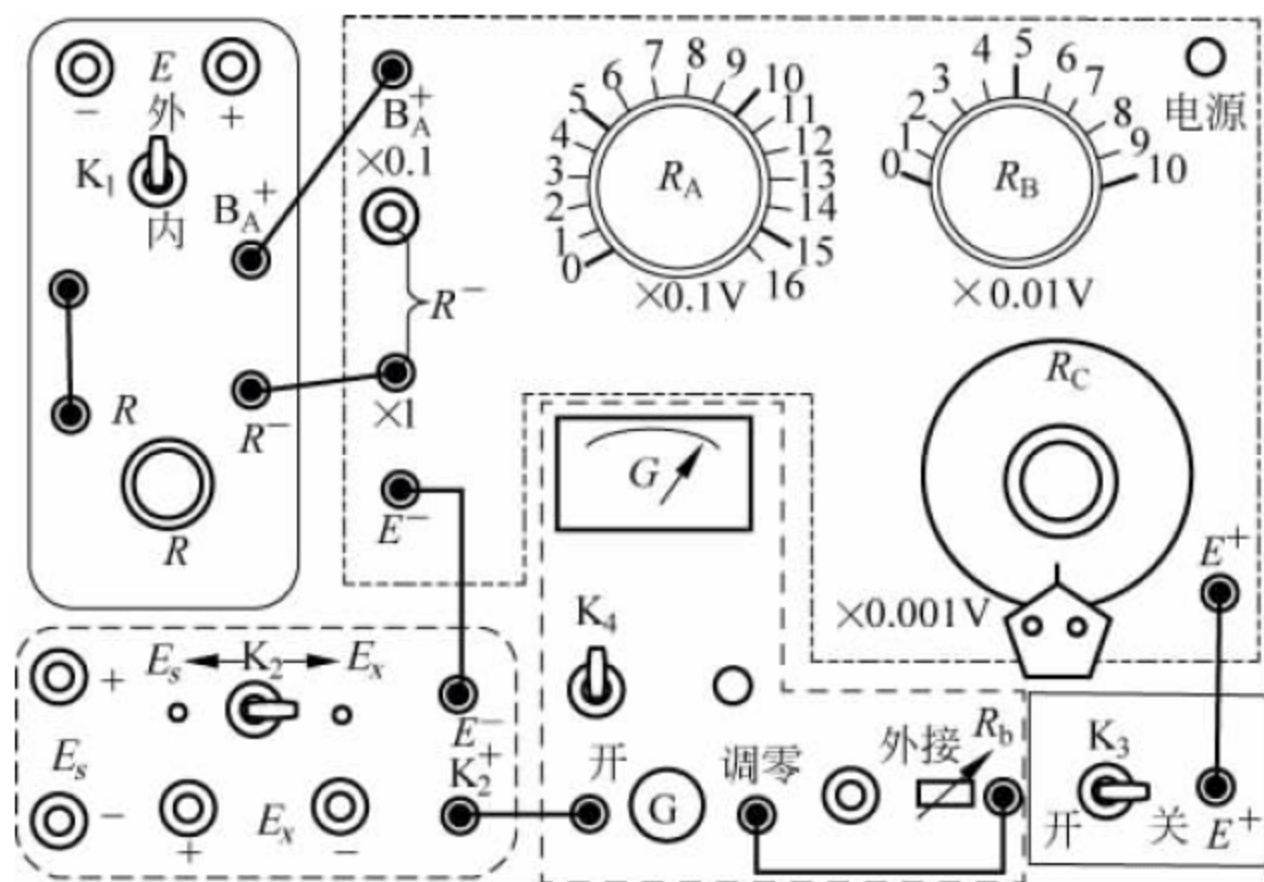 E
− +
外
K₁
内
B_A^+
R
R^−
R
B_A^+
×0.1
R^−
×1
E^−
0 1 2 3 4 5 6 7 8 9 10 11 12 13 14 15 16
R_A
×0.1V
0 1 2 3 4 5 6 7 8 9 10
R_B
×0.01V
电源
R_C
×0.001V
E^+
G
K₄
开
G
调零
外接
R_b
K₃
开 关
E^+
E_s K₂ E_x
+
E_s
−
E_x
+ −
E^−
K₂^+